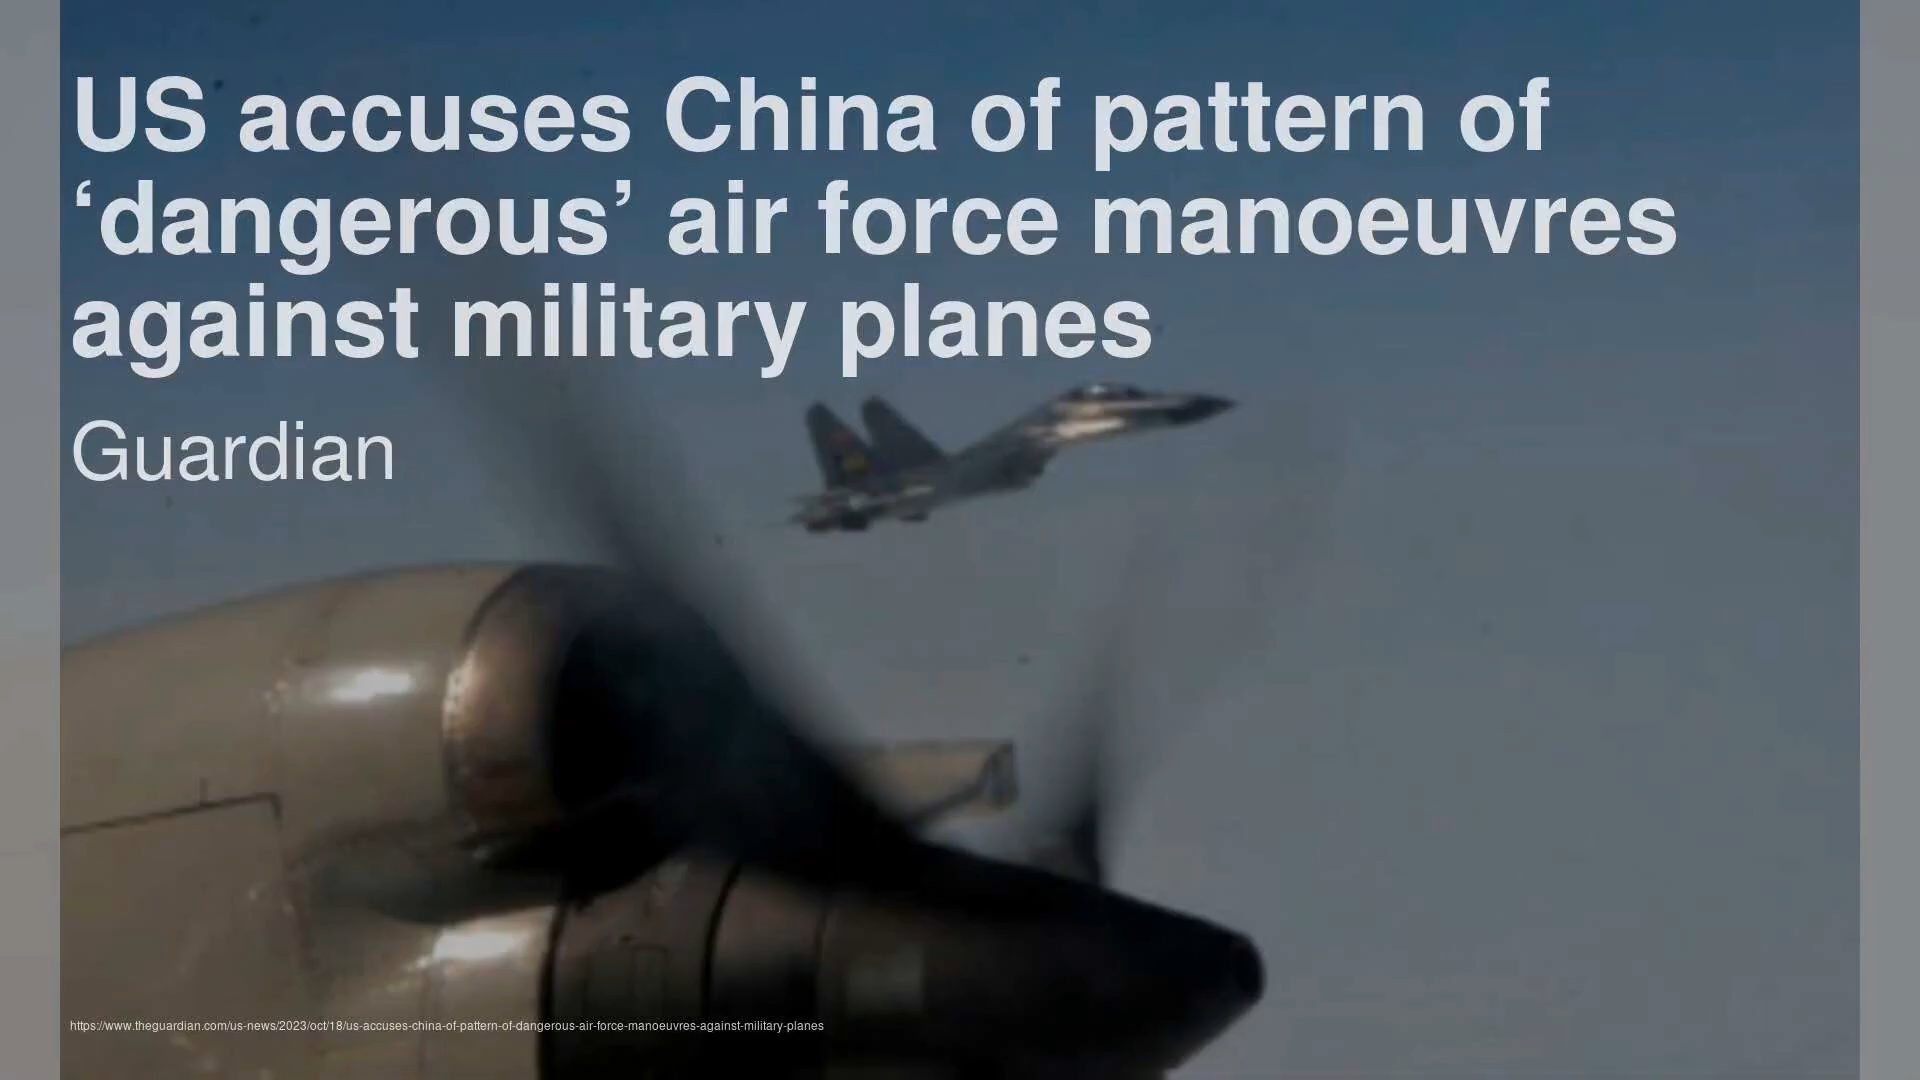 US accuses China of pattern of
‘dangerous’ air force manoeuvres
against military planes
Guardian
https://www.theguardian.com/us-news/2023/oct/18/us-accuses-china-of-pattern-of-dangerous-air-force-manoeuvres-against-military-planes